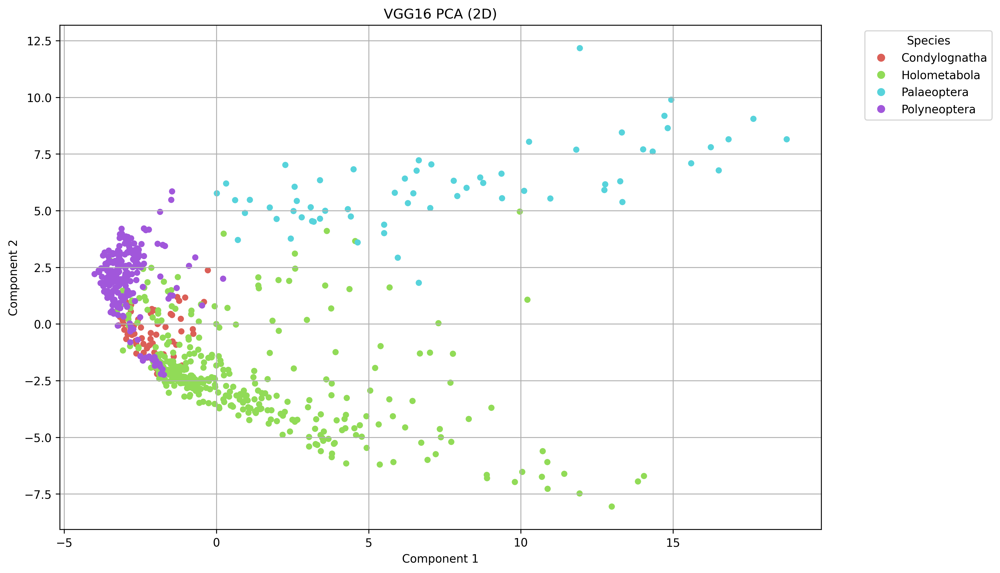 VGG16 PCA (2D)
Species
Condylognatha
Holometabola
Palaeoptera
Polyneoptera
Component 2
12.5
10.0
7.5
5.0
2.5
0.0
−2.5
−5.0
−7.5
−5
0
5
10
15
Component 1